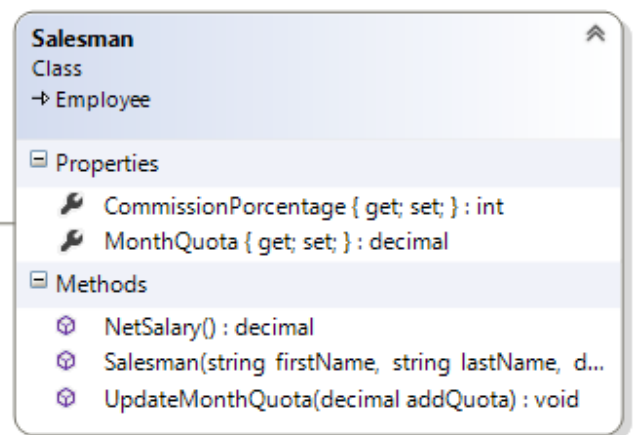 Salesman
Class
Employee
Properties
CommissionPorcentage { get; set; } : int
MonthQuota { get; set; } : decimal
Methods
NetSalary() : decimal
Salesman(string firstName, string lastName, d...
UpdateMonthQuota(decimal addQuota) : void